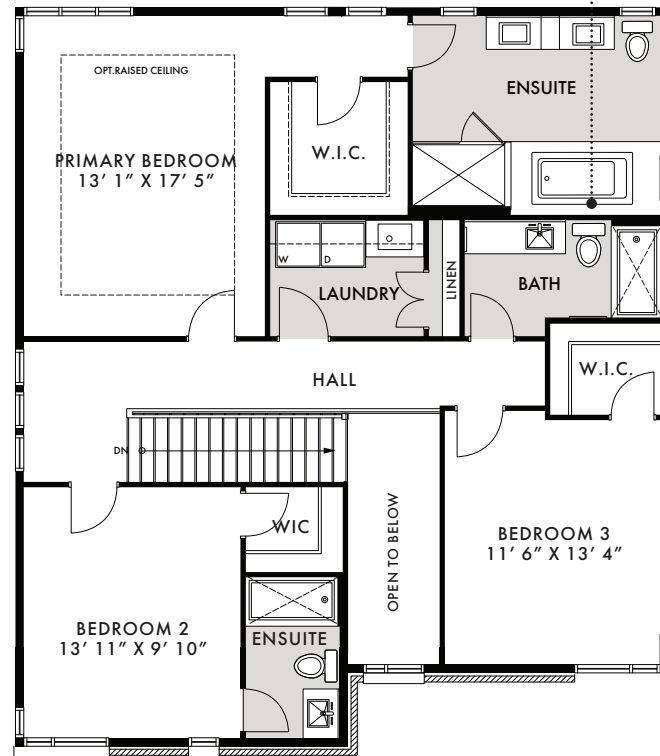 OPT.RAISED CEILING
ENSUITE
PRIMARY BEDROOM
13' 1" X 17' 5"
W.I.C.
W
D
LAUNDRY
LINEN
BATH
HALL
W.I.C.
DN
WIC
OPEN TO BELOW
BEDROOM 3
11' 6" X 13' 4"
BEDROOM 2
13' 11" X 9' 10"
ENSUITE